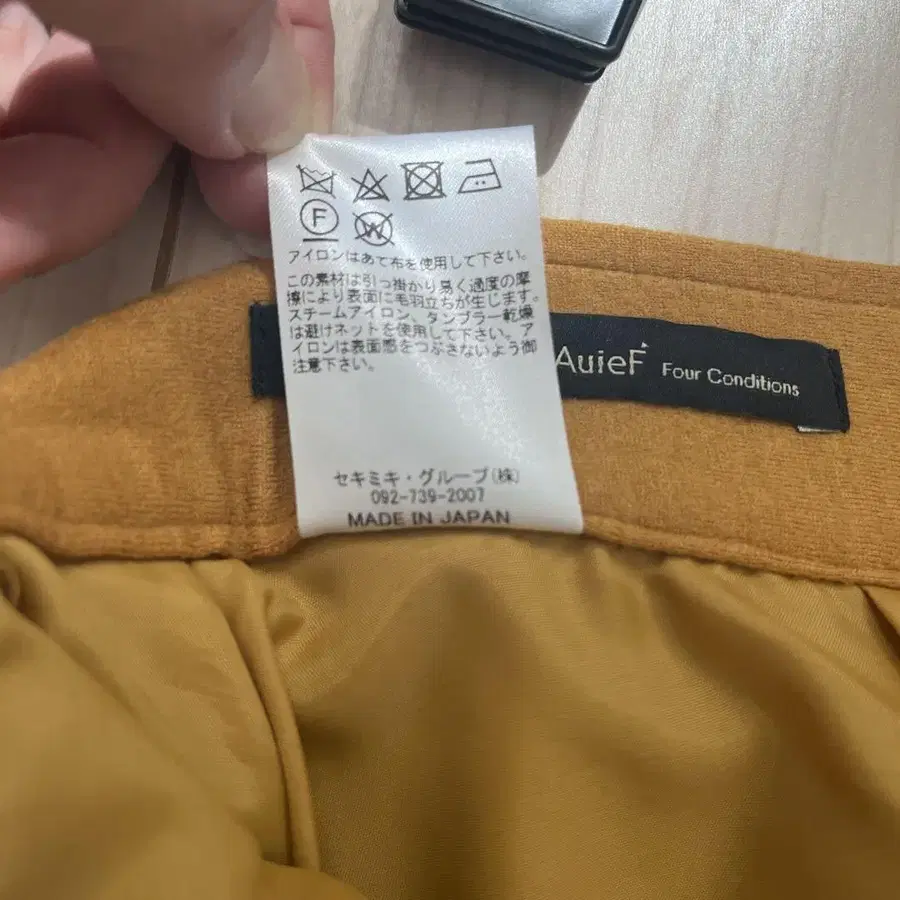 F W
アイロンはあて布を使用して下さい。
この素材は引っ掛かり易く過度の摩
擦により表面に毛羽立ちが生じます。
スチームアイロン、タンブラー乾燥
は避けネットを使用して下さい。ア
イロンは表面感をつぶさないよう御
注意下さい。
AuieF Four Conditions
セキミキ・グループ(株)
092-739-2007
MADE IN JAPAN